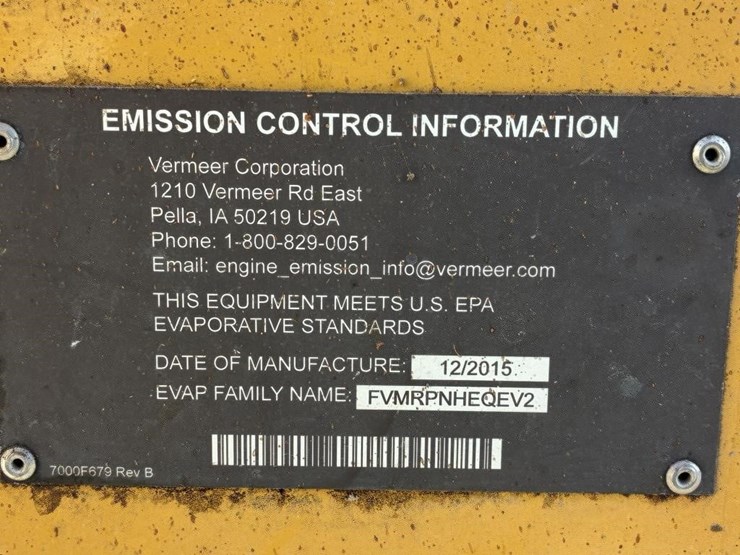 EMISSION CONTROL INFORMATION
Vermeer Corporation
1210 Vermeer Rd East
Pella, IA 50219 USA
Phone: 1-800-829-0051
Email: engine_emission_info@vermeer.com
THIS EQUIPMENT MEETS U.S. EPA
EVAPORATIVE STANDARDS
DATE OF MANUFACTURE: 12/2015
EVAP FAMILY NAME: FVMRPNHEQEV2
7000F679 Rev B